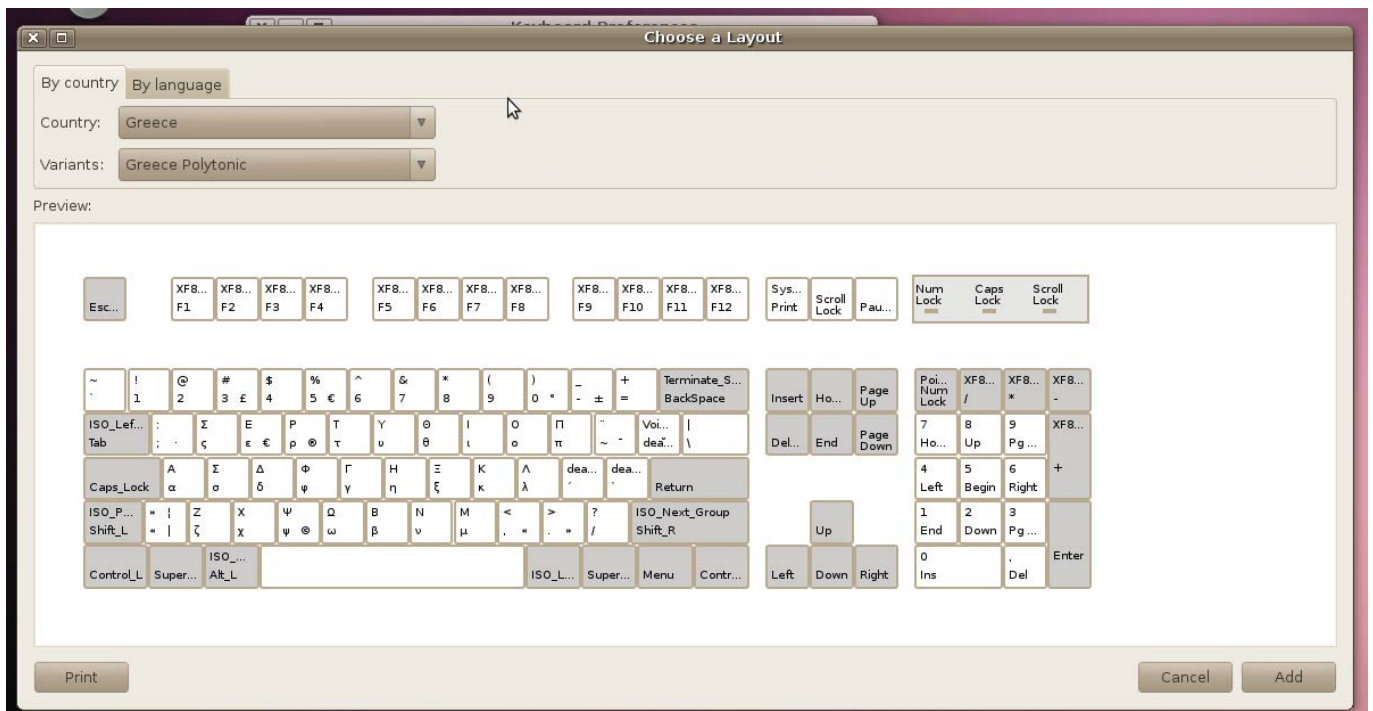 Keyboard Preferences
Choose a Layout
By country By language
Country: Greece
Variants: Greece Polytonic
Preview:
Esc... XF8... F1 XF8... F2 XF8... F3 XF8... F4 XF8... F5 XF8... F6 XF8... F7 XF8... F8 XF8... F9 XF8... F10 XF8... F11 XF8... F12 Sys... Print Scroll Lock Pau... Num Lock Caps Lock Scroll Lock
~ ! @ # $ % ^ & * ( ) _ + Terminate_S... Poi... XF8... XF8... XF8...
` 1 2 3 £ 4 5 € 6 7 8 9 0 ° - ± = BackSpace Insert Ho... Page Up Num Lock / * -
ISO_Lef... : Σ Ε Ρ Τ Υ Θ Ι Ο Π ¨ Voi... | 7 8 9 XF8...
Tab ; · ς ε € ρ ® τ υ θ ι ο π ~ ¯ \ Del... End Page Down Ho... Up Pg...
Α Σ Δ Φ Γ Η Ξ Κ Λ dea... dea... 4 5 6 +
Caps_Lock α σ δ φ γ η ξ κ λ ´ ` Return Left Begin Right
ISO_P... » ¦ Ζ Χ Ψ Ω Β Ν Μ < > ? ISO_Next_Group 1 2 3
Shift_L « | ζ χ ψ © ω β ν μ , « . » / Shift_R Up End Down Pg...
ISO_... 0 . Enter
Control_L Super... Alt_L ISO_L... Super... Menu Contr... Left Down Right Ins Del
Print Cancel Add